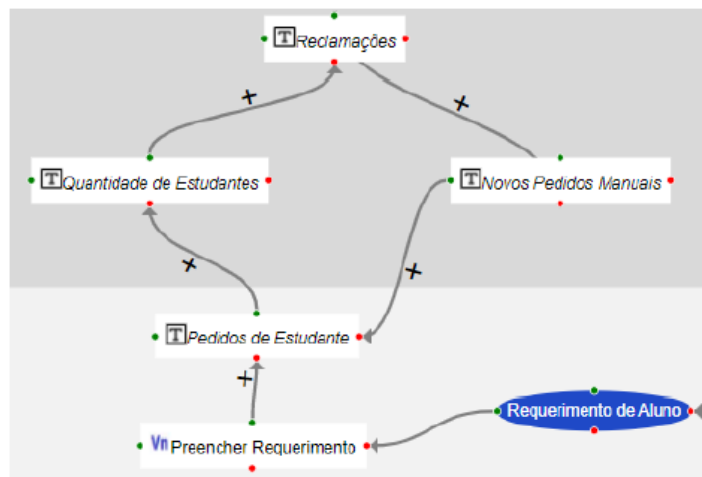 T Reclamações
+
+
T Quantidade de Estudantes
T Novos Pedidos Manuais
+
+
T Pedidos de Estudante
+
Requerimento de Aluno
Vn Preencher Requerimento